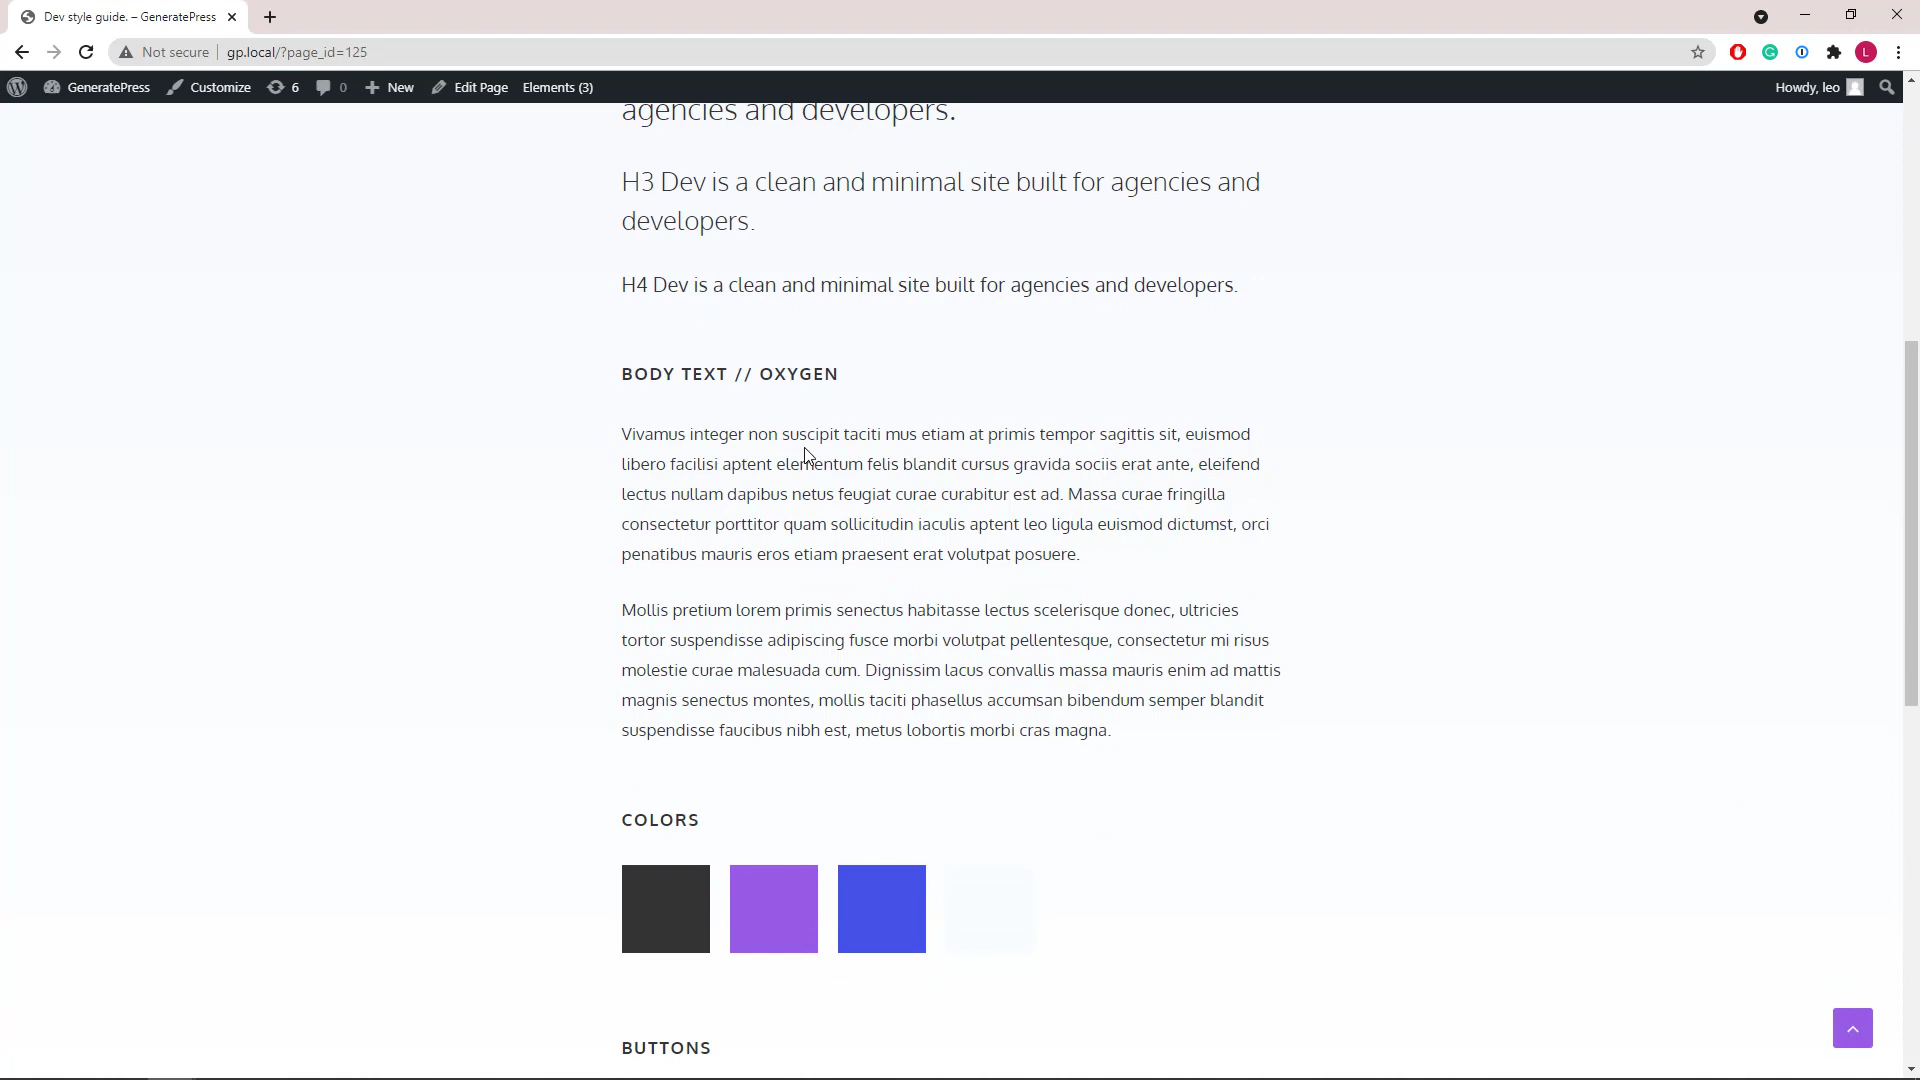 Dev style guide. – GeneratePress
Not secure
gp.local/?page_id=125
L
GeneratePress
Customize
6
0
New
Edit Page
Elements (3)
Howdy, leo
agencies and developers.
H3 Dev is a clean and minimal site built for agencies and
developers.
H4 Dev is a clean and minimal site built for agencies and developers.
BODY TEXT // OXYGEN
Vivamus integer non suscipit taciti mus etiam at primis tempor sagittis sit, euismod
libero facilisi aptent elementum felis blandit cursus gravida sociis erat ante, eleifend
lectus nullam dapibus netus feugiat curae curabitur est ad. Massa curae fringilla
consectetur porttitor quam sollicitudin iaculis aptent leo ligula euismod dictumst, orci
penatibus mauris eros etiam praesent erat volutpat posuere.
Mollis pretium lorem primis senectus habitasse lectus scelerisque donec, ultricies
tortor suspendisse adipiscing fusce morbi volutpat pellentesque, consectetur mi risus
molestie curae malesuada cum. Dignissim lacus convallis massa mauris enim ad mattis
magnis senectus montes, mollis taciti phasellus accumsan bibendum semper blandit
suspendisse faucibus nibh est, metus lobortis morbi cras magna.
COLORS
BUTTONS